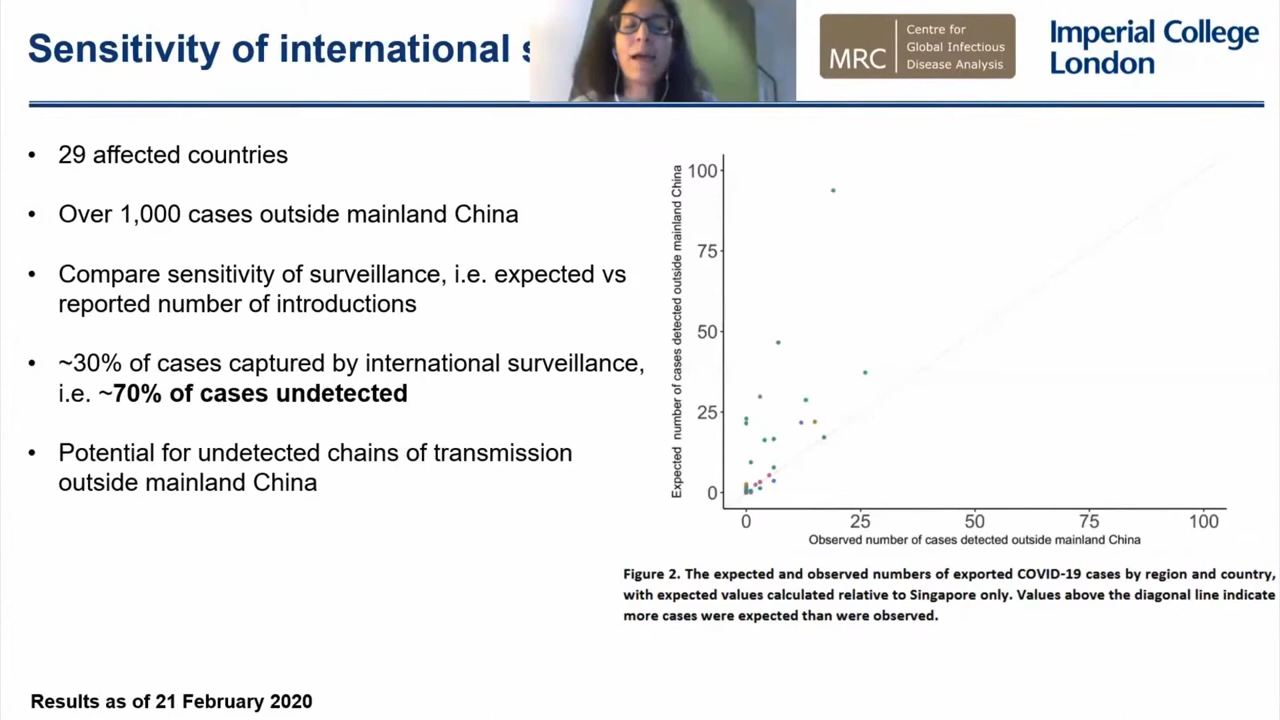 Sensitivity of international
MRC
Centre for
Global Infectious
Disease Analysis
Imperial College
London
• 29 affected countries
• Over 1,000 cases outside mainland China
• Compare sensitivity of surveillance, i.e. expected vs
reported number of introductions
• ~30% of cases captured by international surveillance,
i.e. ~70% of cases undetected
• Potential for undetected chains of transmission
outside mainland China
Expected number of cases detected outside mainland China
100
75
50
25
0
0 25 50 75 100
Observed number of cases detected outside mainland China
Figure 2. The expected and observed numbers of exported COVID-19 cases by region and country,
with expected values calculated relative to Singapore only. Values above the diagonal line indicate
more cases were expected than were observed.
Results as of 21 February 2020